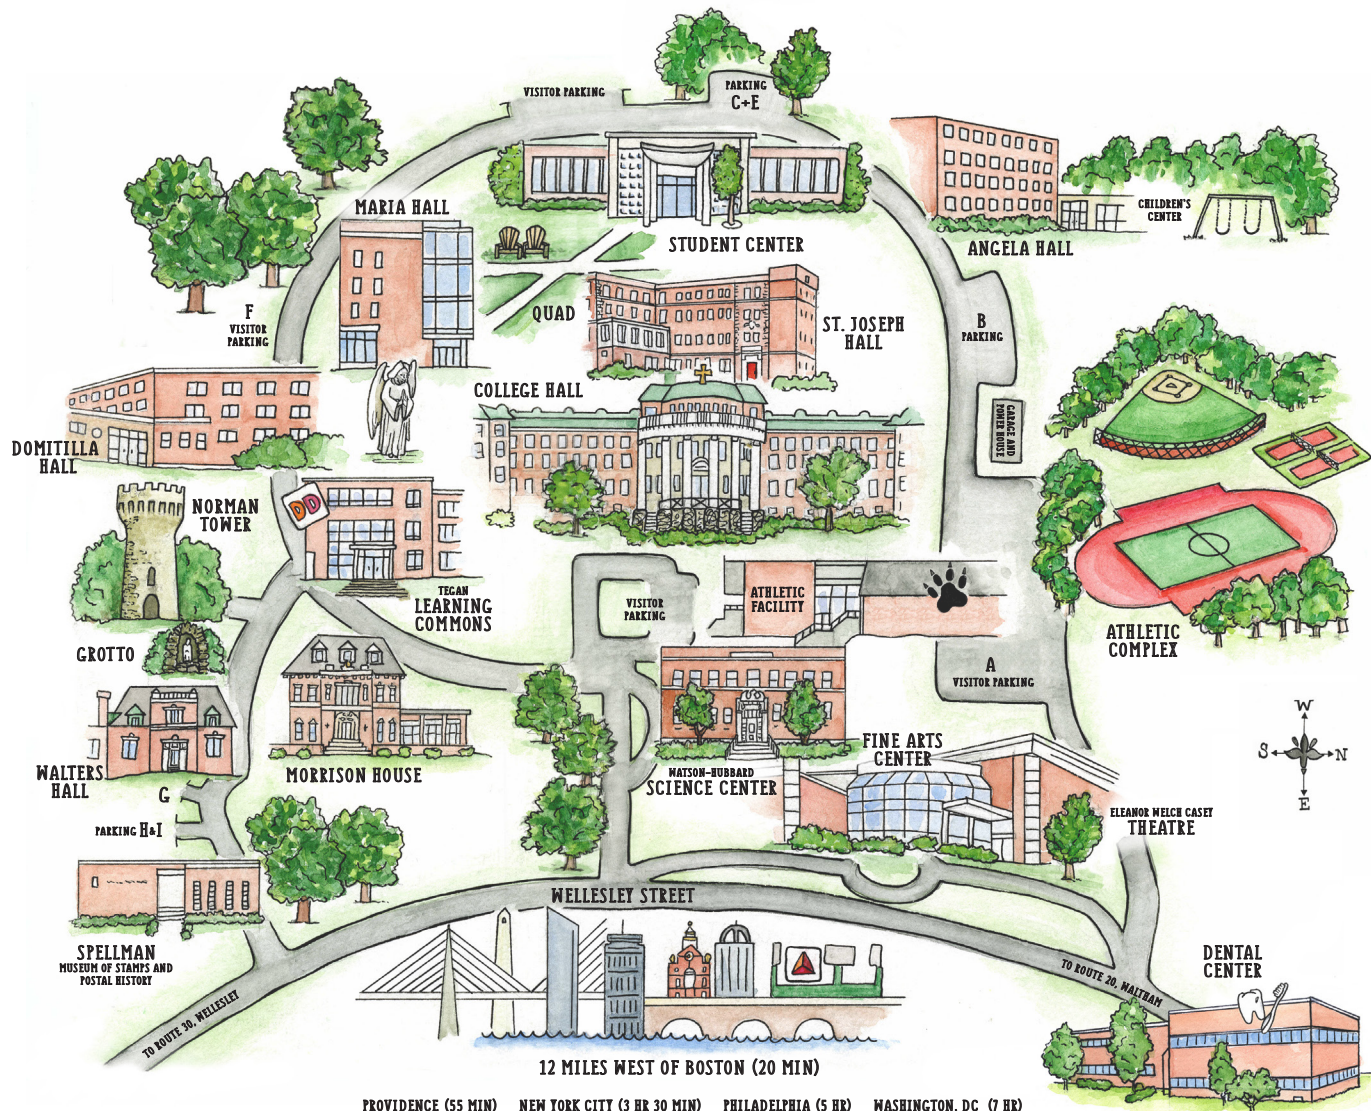 VISITOR PARKING
PARKING
C+E
MARIA HALL
STUDENT CENTER
CHILDREN'S
CENTER
ANGELA HALL
F
VISITOR
PARKING
QUAD
ST. JOSEPH
HALL
B
PARKING
COLLEGE HALL
GARAGE AND
POWER HOUSE
DOMITILLA
HALL
NORMAN
TOWER
DD
TEGAN
LEARNING
COMMONS
VISITOR
PARKING
ATHLETIC
FACILITY
ATHLETIC
COMPLEX
GROTTO
A
VISITOR PARKING
WALTERS
HALL
MORRISON HOUSE
WATSON-HUBBARD
SCIENCE CENTER
FINE ARTS
CENTER
W
S
N
E
G
PARKING H&I
ELEANOR WELCH CASEY
THEATRE
WELLESLEY STREET
SPELLMAN
MUSEUM OF STAMPS AND
POSTAL HISTORY
TO ROUTE 30, WELLESLEY
TO ROUTE 20, WALTHAM
DENTAL
CENTER
12 MILES WEST OF BOSTON (20 MIN)
PROVIDENCE (55 MIN) NEW YORK CITY (3 HR 30 MIN) PHILADELPHIA (5 HR) WASHINGTON, DC (7 HR)